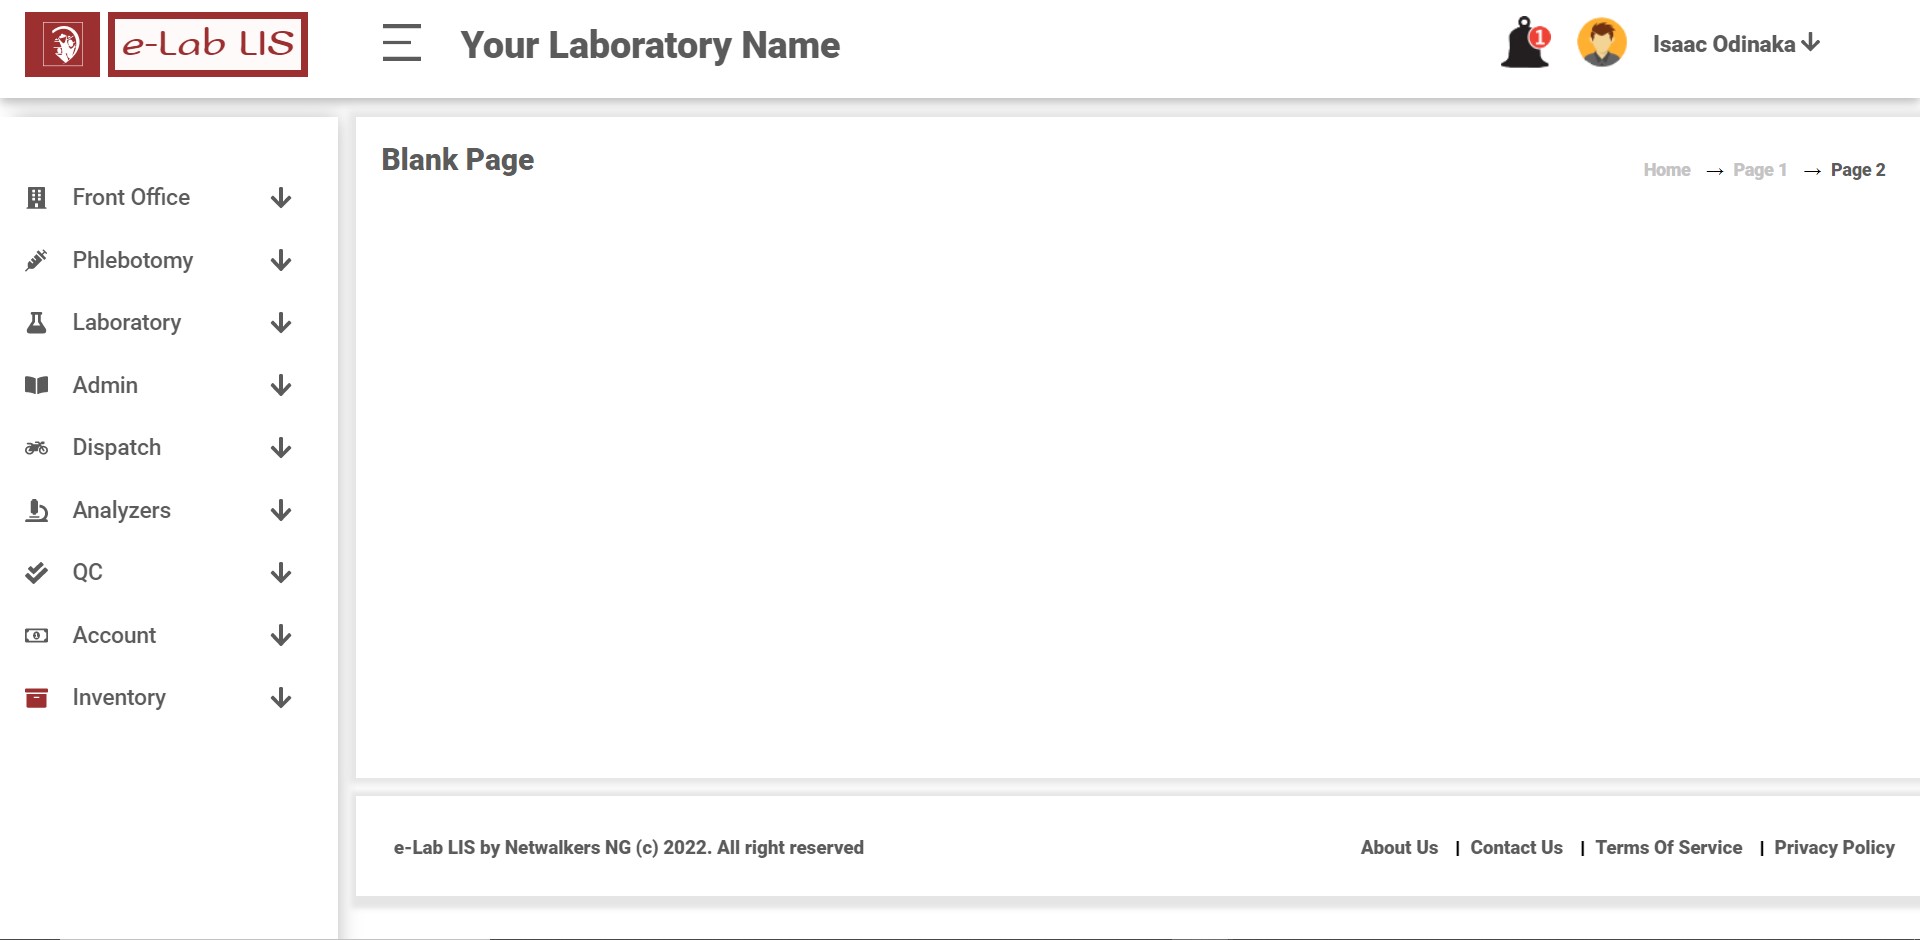 e-Lab LIS
Your Laboratory Name
1
Isaac Odinaka
Front Office
Phlebotomy
Laboratory
Admin
Dispatch
Analyzers
QC
Account
Inventory
Blank Page
Home → Page 1 → Page 2
e-Lab LIS by Netwalkers NG (c) 2022. All right reserved
About Us | Contact Us | Terms Of Service | Privacy Policy